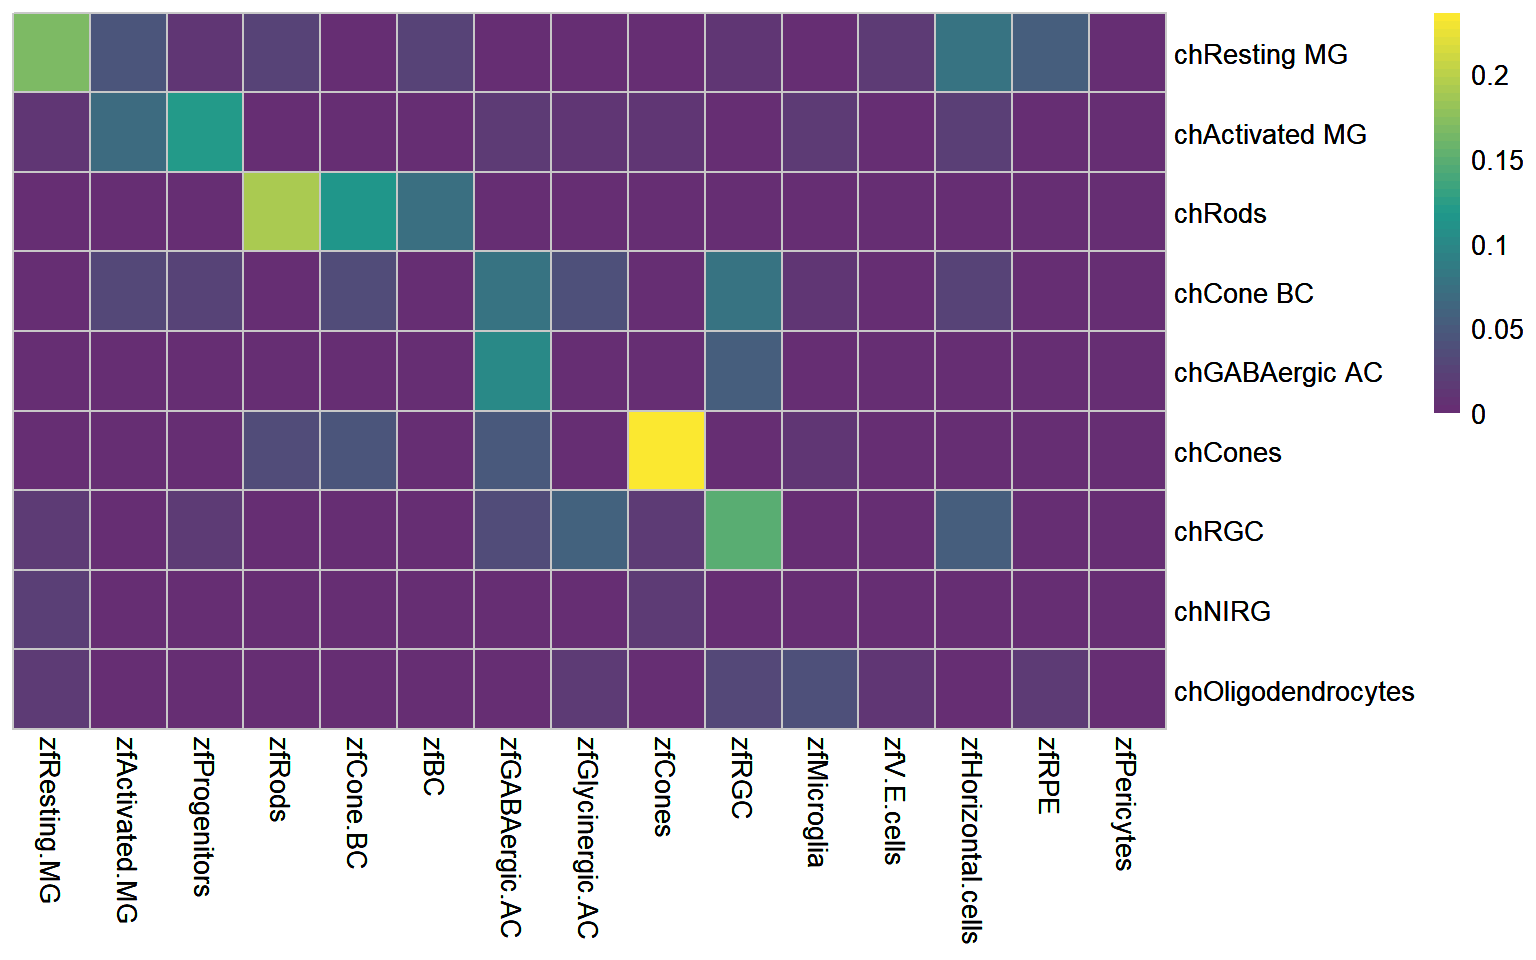 chResting MG
chActivated MG
chRods
chCone BC
chGABAergic AC
chCones
chRGC
chNIRG
chOligodendrocytes
0.2
0.15
0.1
0.05
0
zfResting.MG
zfActivated.MG
zfProgenitors
zfRods
zfCone.BC
zfBC
zfGABAergic.AC
zfGlycinergic.AC
zfCones
zfRGC
zfMicroglia
zfV.E.cells
zfHorizontal.cells
zfRPE
zfPericytes